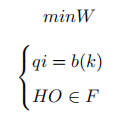 minW
qi = b(k)
HO ∈ F